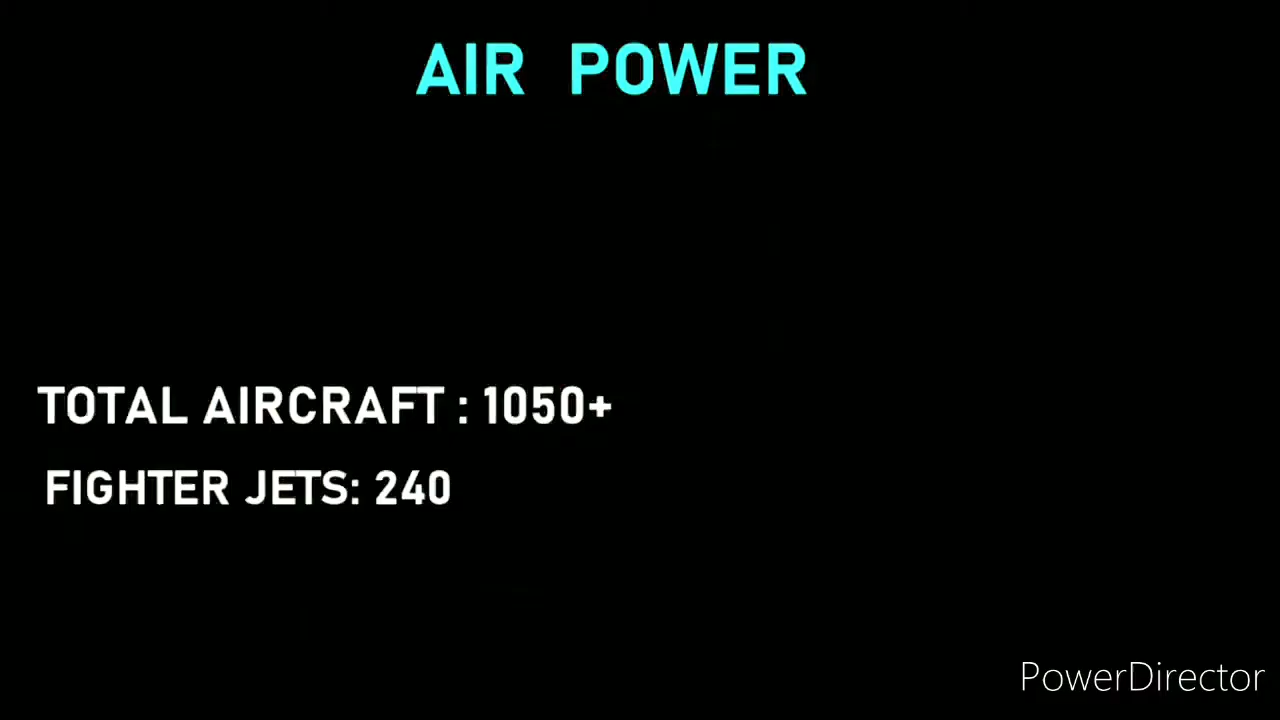 AIR POWER
TOTAL AIRCRAFT : 1050+
FIGHTER JETS: 240
PowerDirector